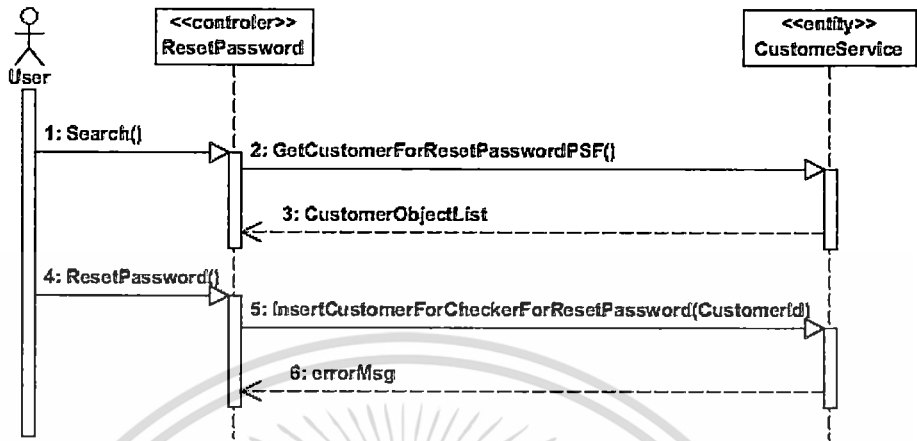 <<controler>>
ResetPassword
<<entity>>
CustomeService
User
1: Search()
2: GetCustomerForResetPasswordPSF()
3: CustomerObjectList
4: ResetPassword()
5: InsertCustomerForCheckerForResetPassword(CustomerId)
6: errorMsg